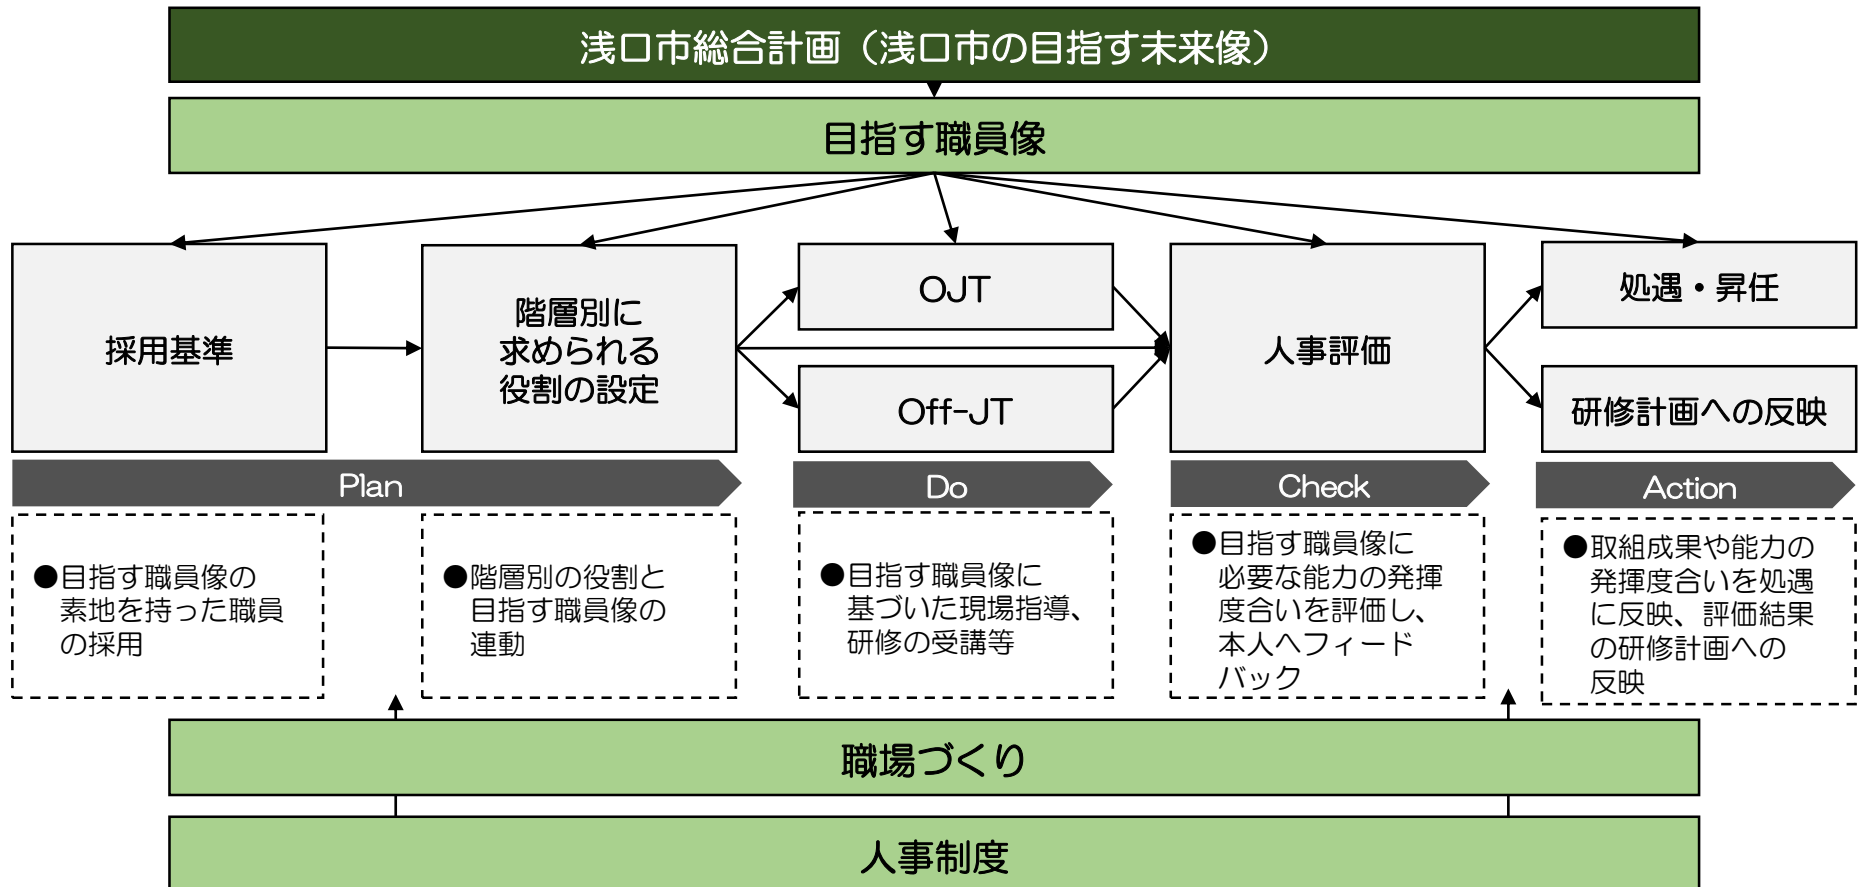 浅口市総合計画（浅口市の目指す未来像）
目指す職員像
採用基準
階層別に
求められる
役割の設定
OJT
Off-JT
人事評価
処遇・昇任
研修計画への反映
Plan
Do
Check
Action
●目指す職員像の
素地を持った職員
の採用
●階層別の役割と
目指す職員像の
連動
●目指す職員像に
基づいた現場指導、
研修の受講等
●目指す職員像に
必要な能力の発揮
度合いを評価し、
本人へフィード
バック
●取組成果や能力の
発揮度合いを処遇
に反映、評価結果
の研修計画への
反映
職場づくり
人事制度